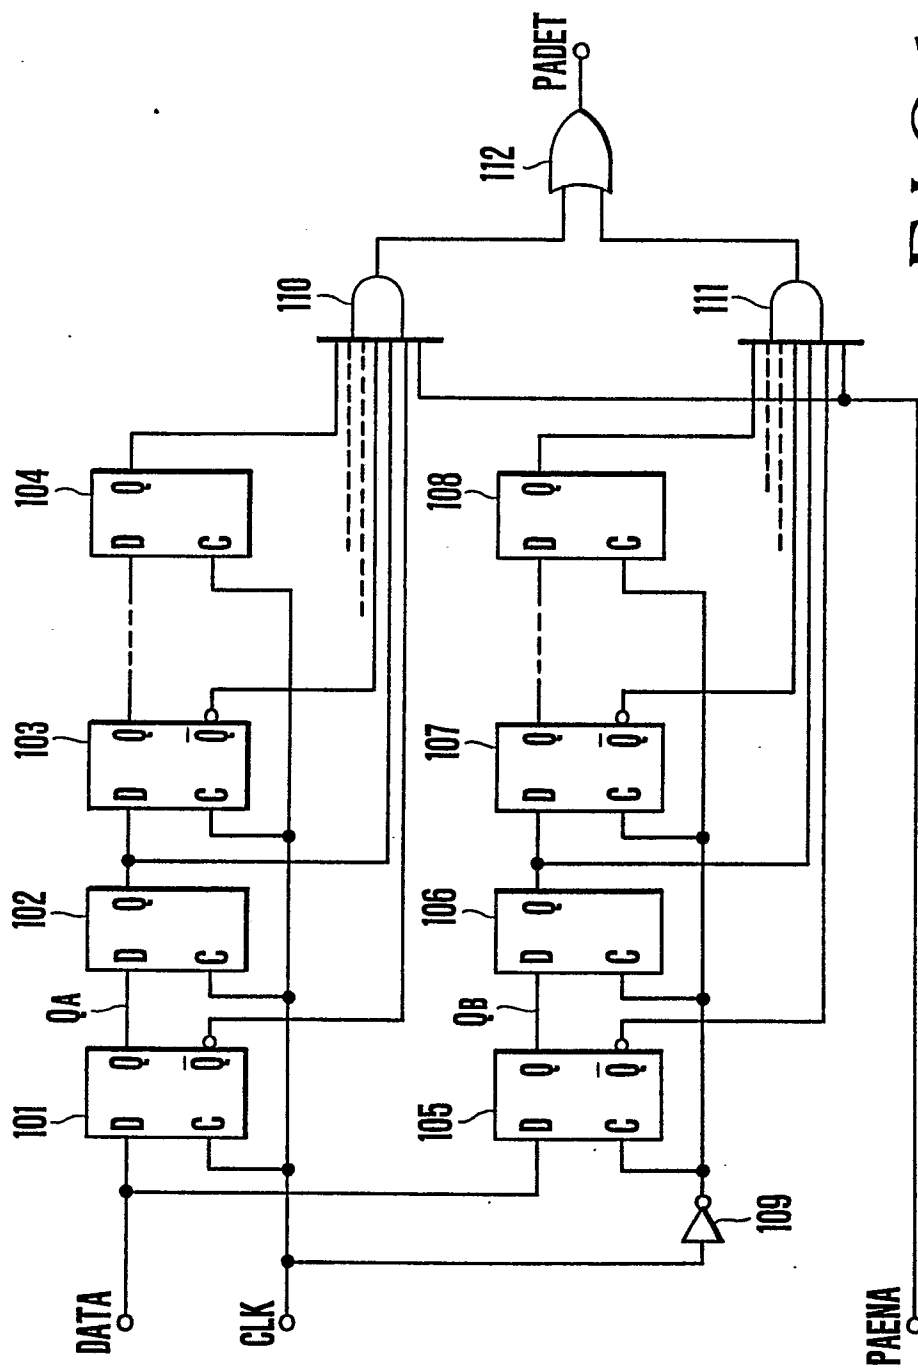 DATA
101
D Q
C Q̄
QA
102
D Q
C
103
D Q
C Q̄
104
D Q
C
CLK
110
112
PADET
105
D Q
C Q̄
QB
106
D Q
C
107
D Q
C Q̄
108
D Q
C
109
111
PAENA